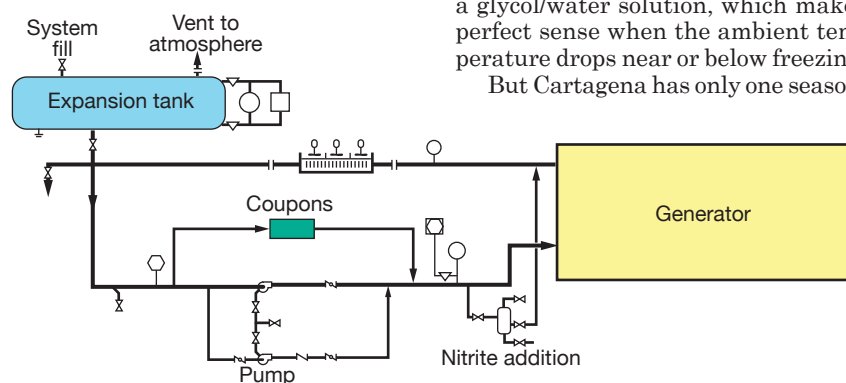 a glycol/water solution, which make
perfect sense when the ambient tem
perature drops near or below freezin
But Cartagena has only one seaso
System
fill
Vent to
atmosphere
Expansion tank
Coupons
Generator
Nitrite addition
Pump